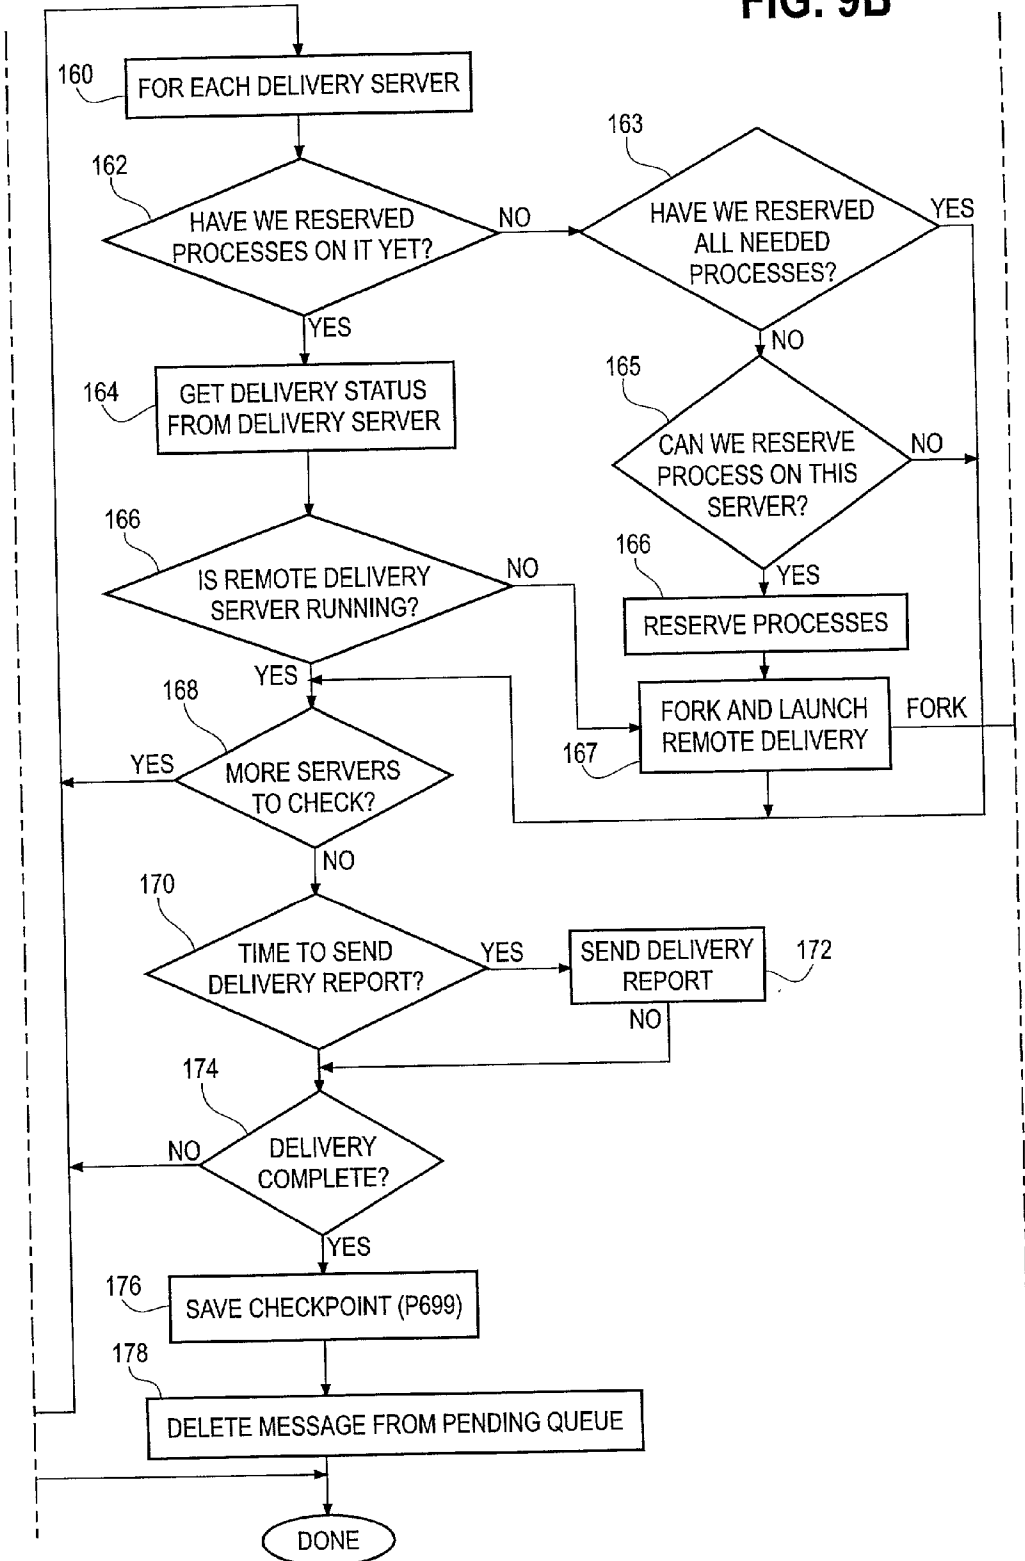 FIG. 9B
160
FOR EACH DELIVERY SERVER
162
HAVE WE RESERVED
PROCESSES ON IT YET?
NO
YES
163
HAVE WE RESERVED
ALL NEEDED
PROCESSES?
YES
NO
164
GET DELIVERY STATUS
FROM DELIVERY SERVER
165
CAN WE RESERVE
PROCESS ON THIS
SERVER?
NO
YES
166
IS REMOTE DELIVERY
SERVER RUNNING?
NO
YES
166
RESERVE PROCESSES
FORK AND LAUNCH
REMOTE DELIVERY
167
FORK
168
MORE SERVERS
TO CHECK?
YES
NO
170
TIME TO SEND
DELIVERY REPORT?
YES
SEND DELIVERY
REPORT
172
NO
174
DELIVERY
COMPLETE?
NO
YES
176
SAVE CHECKPOINT (P699)
178
DELETE MESSAGE FROM PENDING QUEUE
DONE